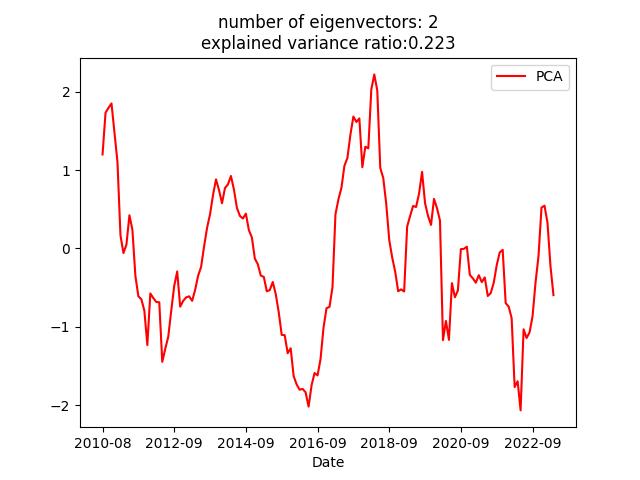 number of eigenvectors: 2
explained variance ratio:0.223
PCA
2
1
0
−1
−2
2010-08 2012-09 2014-09 2016-09 2018-09 2020-09 2022-09
Date